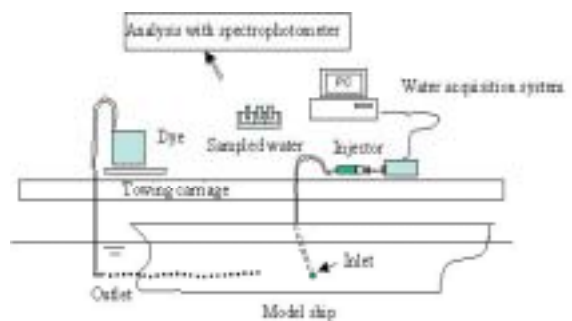 Analysis with spectrophotometer
PC
Water acquisition system
Dye
Sampled water
Injector
Towing carriage
Inlet
Outlet
Model ship